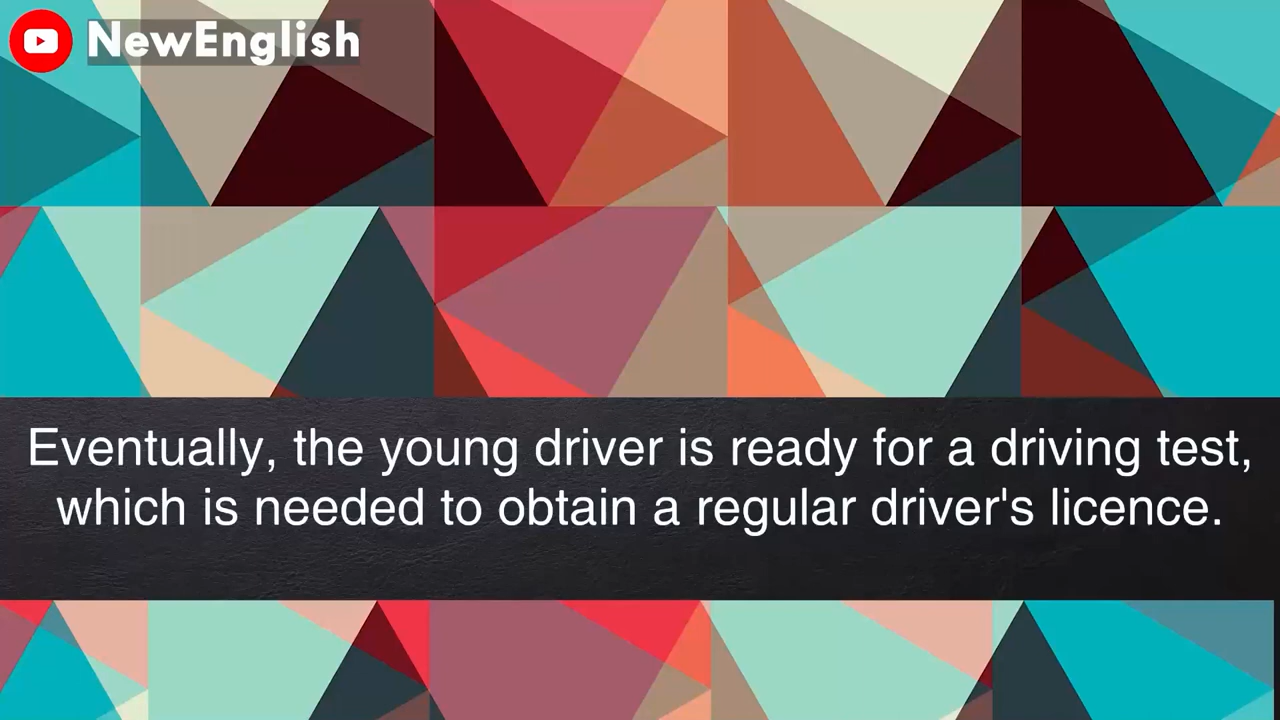 NewEnglish
Eventually, the young driver is ready for a driving test,
which is needed to obtain a regular driver's licence.